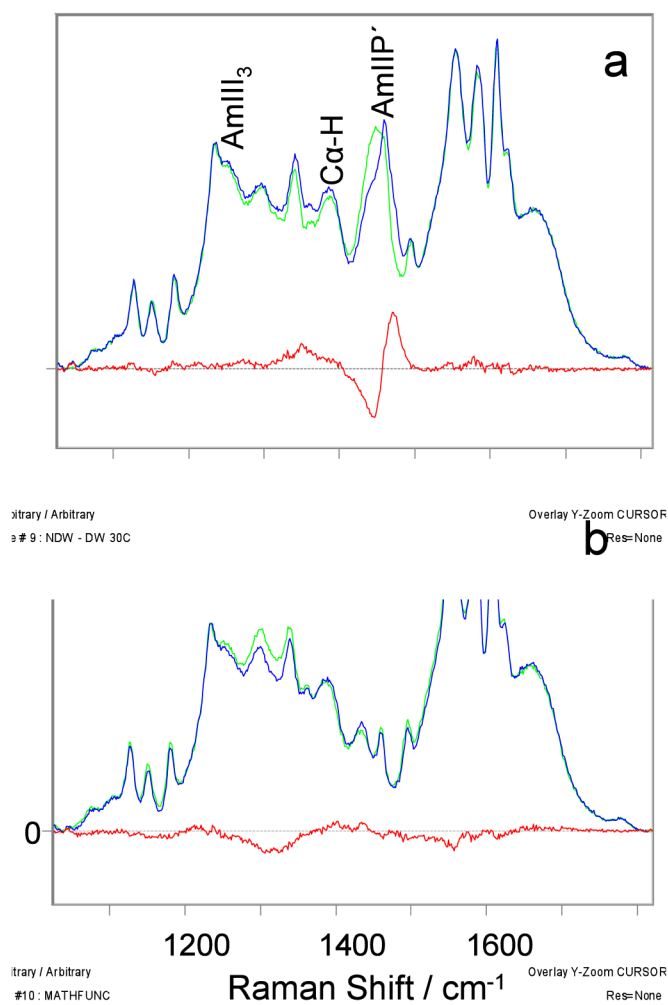 a
AmIII3
Cα-H
AmIIP´
bitrary / Arbitrary
Overlay Y-Zoom CURSOR
e # 9 : NDW - DW 30C
Res=None
b
0
1200 1400 1600
itrary / Arbitrary
Overlay Y-Zoom CURSOR
#10 : MATHFUNC
Raman Shift / cm-1
Res=None